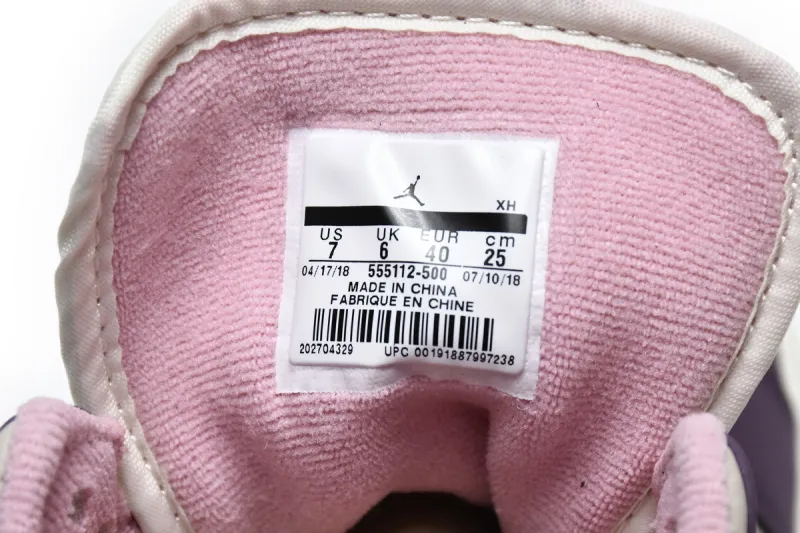 XH
US UK EUR cm
7 6 40 25
04/17/18 555112-500 07/10/18
MADE IN CHINA
FABRIQUE EN CHINE
202704329 UPC 00191887997238